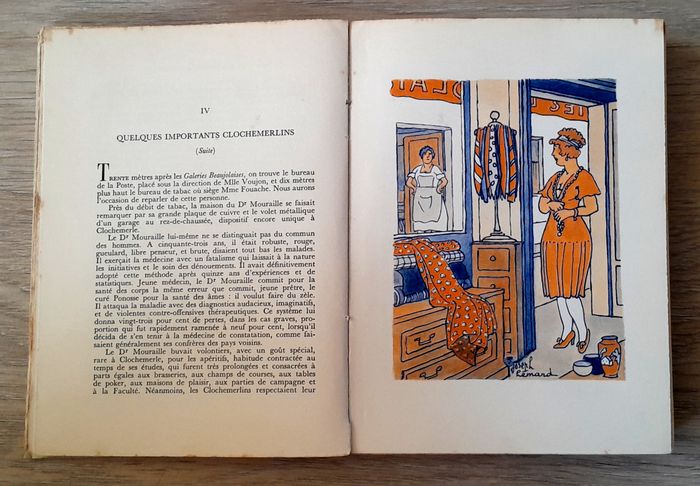 IV
QUELQUES IMPORTANTS CLOCHEMERLINS
(Suite)
TRENTE mètres après les Galeries Beaujolaises, on trouve le bureau
de la Poste, placé sous la direction de Mlle Voujon, et dix mètres
plus haut le bureau de tabac où siège Mme Fouache. Nous aurons
l'occasion de reparler de cette personne.
Près du débit de tabac, la maison du Dr Mouraille se faisait
remarquer par sa grande plaque de cuivre et le volet métallique
d'un garage au rez-de-chaussée, dispositif encore unique à
Clochemerle.
Le Dr Mouraille lui-même ne se distinguait pas du commun
des hommes. A cinquante-trois ans, il était robuste, rouge,
gueulard, libre penseur, et brute, disaient tout bas les malades.
Il exerçait la médecine avec un fatalisme qui laissait à la nature
les initiatives et le soin des dénouements. Il avait définitivement
adopté cette méthode après quinze ans d'expériences et de
statistiques. Jeune médecin, le Dr Mouraille commit pour la
santé des corps la même erreur que commit, jeune prêtre, le
curé Ponosse pour la santé des âmes : il voulut faire du zèle.
Il attaqua la maladie avec des diagnostics audacieux, imaginatifs,
et de violentes contre-offensives thérapeutiques. Ce système lui
donna vingt-trois pour cent de pertes, dans les cas graves, pro-
portion qui fut rapidement ramenée à neuf pour cent, lorsqu'il
décida de s'en tenir à la médecine de constatation, comme fai-
saient généralement ses confrères des pays voisins.
Le Dr Mouraille buvait volontiers, avec un goût spécial,
rare à Clochemerle, pour les apéritifs, habitude contractée au
temps de ses études, qui furent très prolongées et consacrées à
parts égales aux brasseries, aux champs de courses, aux tables
de poker, aux maisons de plaisir, aux parties de campagne et
à la Faculté. Néanmoins, les Clochemerlins respectaient leur
Joseph
Hémard